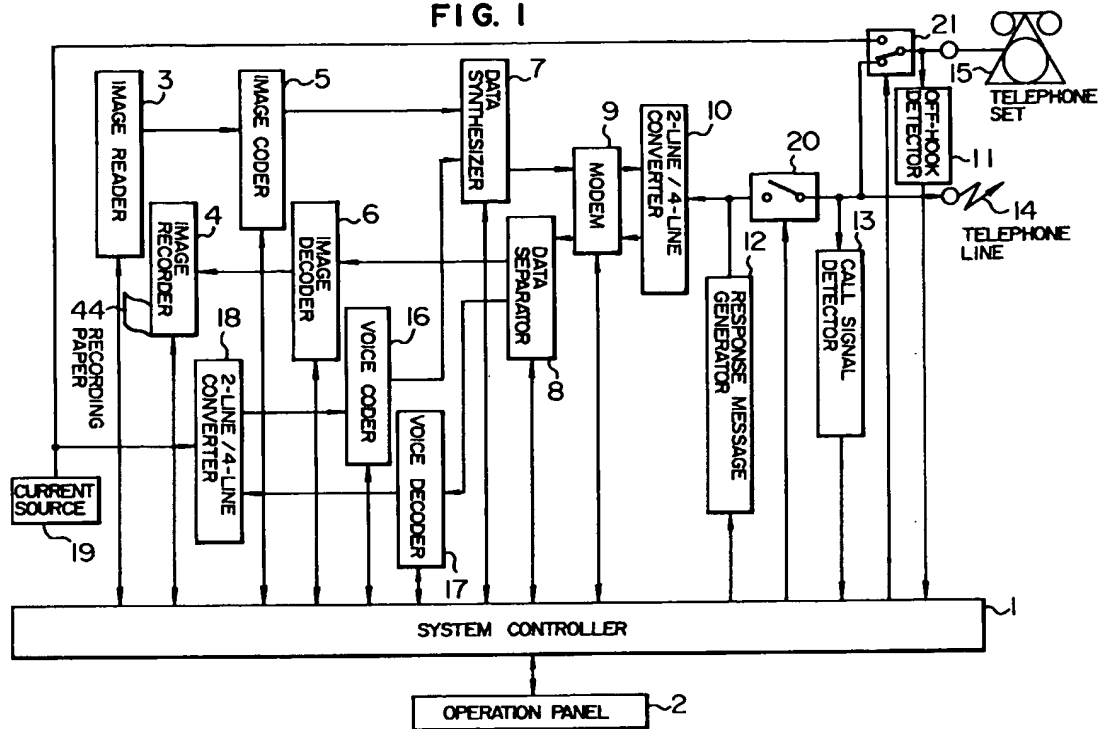 FIG. 1
3
IMAGE READER
5
IMAGE CODER
7
DATA SYNTHESIZER
9
MODEM
10
2-LINE/4-LINE CONVERTER
20
21
15
TELEPHONE SET
OFF-HOOK DETECTOR
11
14
TELEPHONE LINE
4
IMAGE RECORDER
44
RECORDING PAPER
6
IMAGE DECODER
DATA SEPARATOR
8
12
RESPONSE MESSAGE GENERATOR
13
CALL SIGNAL DETECTOR
18
2-LINE/4-LINE CONVERTER
16
VOICE CODER
VOICE DECODER
17
CURRENT SOURCE
19
SYSTEM CONTROLLER
1
OPERATION PANEL
2